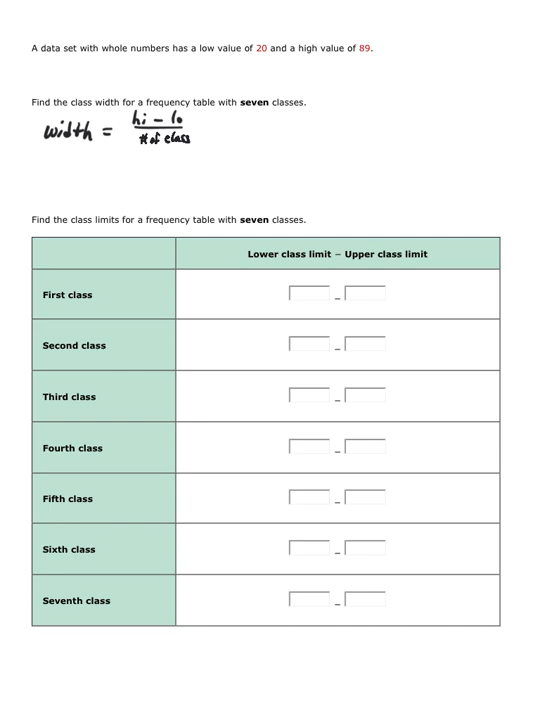 A data set with whole numbers has a low value of 20 and a high value of 89.
Find the class width for a frequency table with seven classes.
width = hi - lo
# of class
Find the class limits for a frequency table with seven classes.
Lower class limit − Upper class limit
First class
–
Second class
–
Third class
–
Fourth class
–
Fifth class
–
Sixth class
–
Seventh class
–